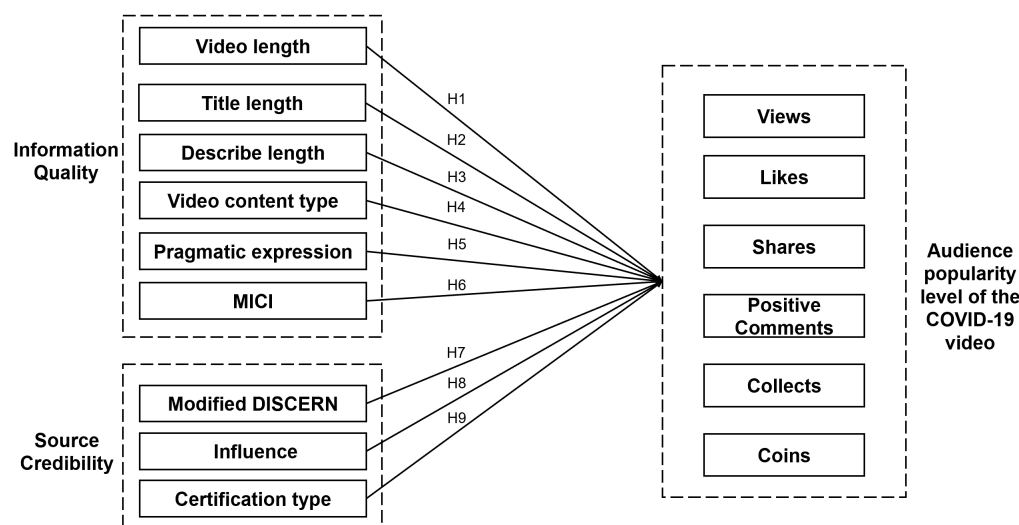 Information
Quality
Video length
Title length
Describe length
Video content type
Pragmatic expression
MICI
Source
Credibility
Modified DISCERN
Influence
Certification type
H1
H2
H3
H4
H5
H6
H7
H8
H9
Views
Likes
Shares
Positive
Comments
Collects
Coins
Audience
popularity
level of the
COVID-19
video